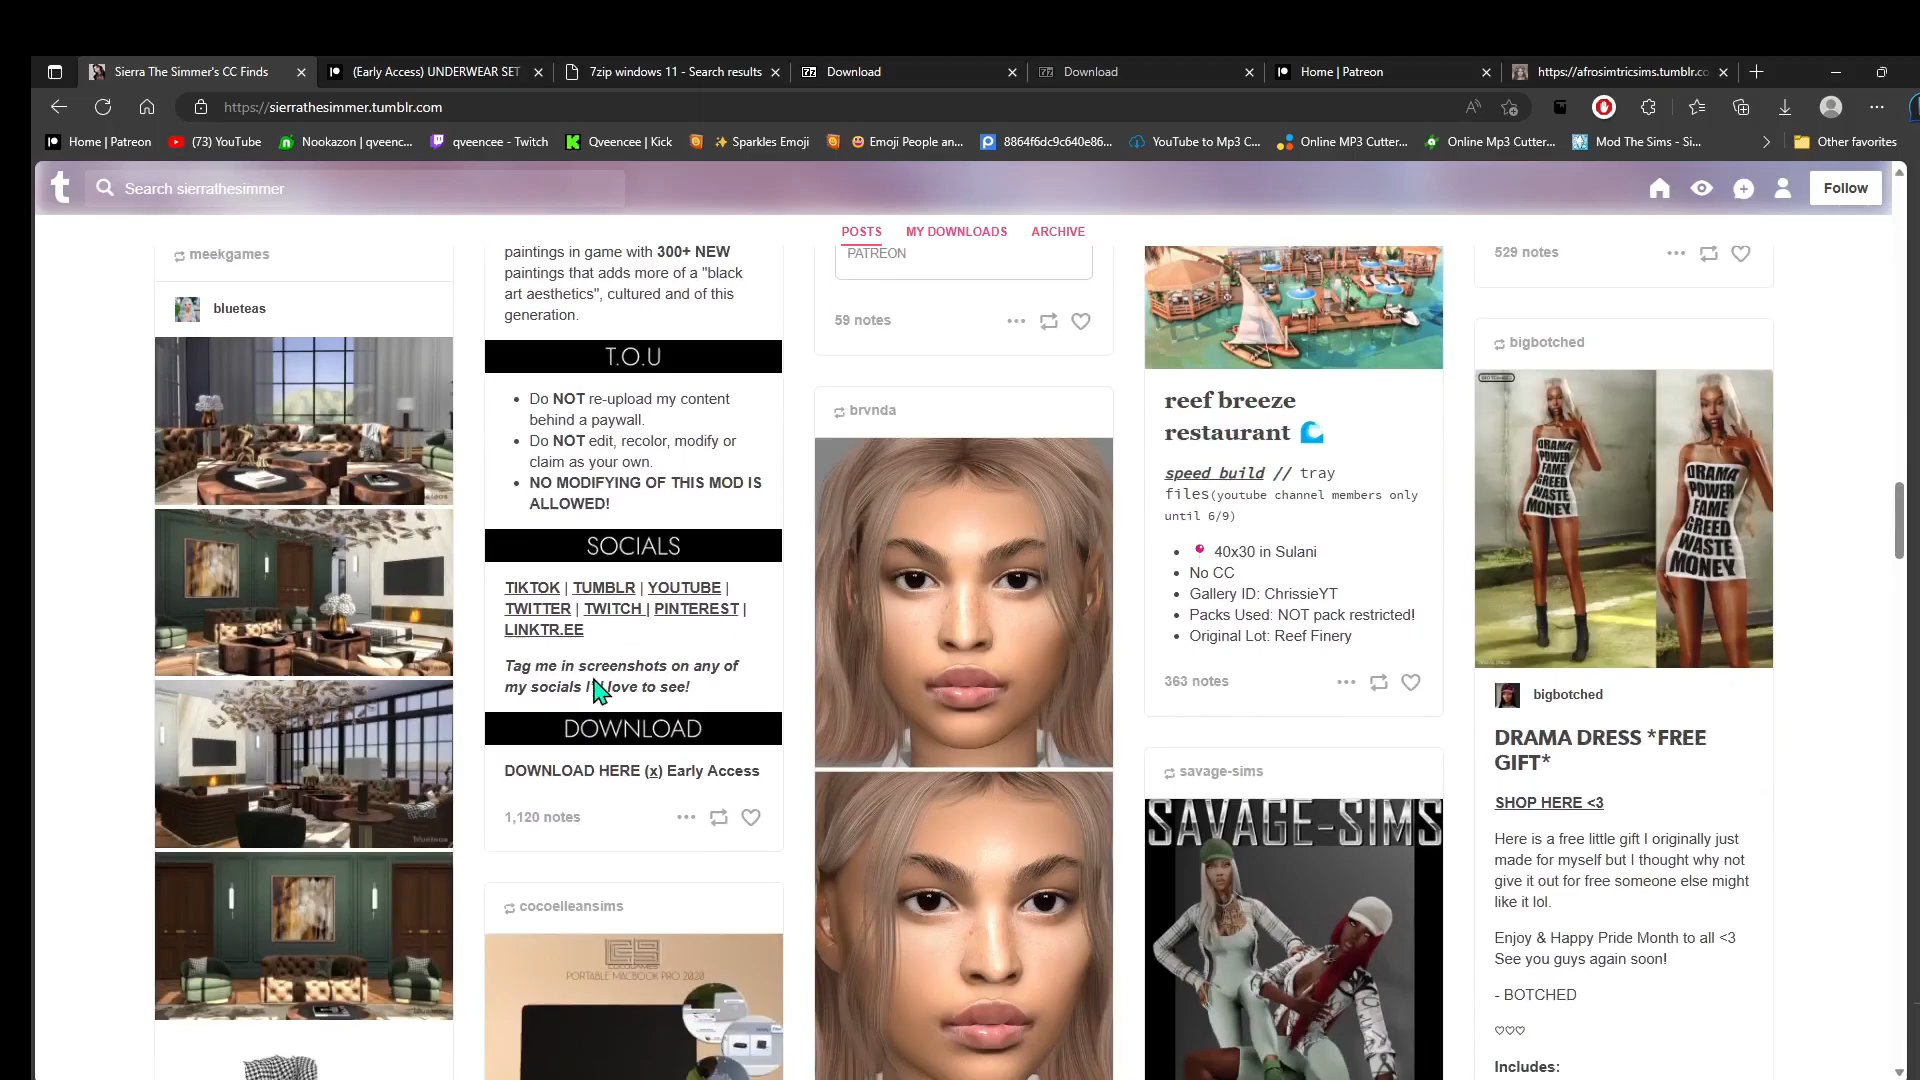 Sierra The Simmer's CC Finds
(Early Access) UNDERWEAR SET
7zip windows 11 - Search results
Download
Download
Home | Patreon
https://afrosimtricsims.tumblr.co
https://sierrathesimmer.tumblr.com
Home | Patreon
(73) YouTube
Nookazon | qveenc...
qveencee - Twitch
Qveencee | Kick
✨ Sparkles Emoji
😀 Emoji People an...
8864f6dc9c640e86...
YouTube to Mp3 C...
Online MP3 Cutter...
Online Mp3 Cutter...
Mod The Sims - Si...
Other favorites
Search sierrathesimmer
Follow
POSTS
MY DOWNLOADS
ARCHIVE
meekgames
blueteas
paintings in game with 300+ NEW
paintings that adds more of a "black
art aesthetics", cultured and of this
generation.
T.O.U
• Do NOT re-upload my content
behind a paywall.
• Do NOT edit, recolor, modify or
claim as your own.
• NO MODIFYING OF THIS MOD IS
ALLOWED!
SOCIALS
TIKTOK | TUMBLR | YOUTUBE |
TWITTER | TWITCH | PINTEREST |
LINKTR.EE
Tag me in screenshots on any of
my socials love to see!
DOWNLOAD
DOWNLOAD HERE (x) Early Access
1,120 notes
cocoelleansims
PORTABLE MACBOOK PRO 2020
PATREON
59 notes
brvnda
reef breeze
restaurant 🌊
speed build // tray
files(youtube channel members only
until 6/9)
• 📍 40x30 in Sulani
• No CC
• Gallery ID: ChrissieYT
• Packs Used: NOT pack restricted!
• Original Lot: Reef Finery
363 notes
savage-sims
SAVAGE-SIMS
529 notes
bigbotched
DRAMA
POWER
FAME
GREED
WASTE
MONEY
DRAMA
POWER
FAME
GREED
WASTE
MONEY
bigbotched
DRAMA DRESS *FREE
GIFT*
SHOP HERE <3
Here is a free little gift I originally just
made for myself but I thought why not
give it out for free someone else might
like it lol.
Enjoy & Happy Pride Month to all <3
See you guys again soon!
- BOTCHED
♡♡♡
Includes: